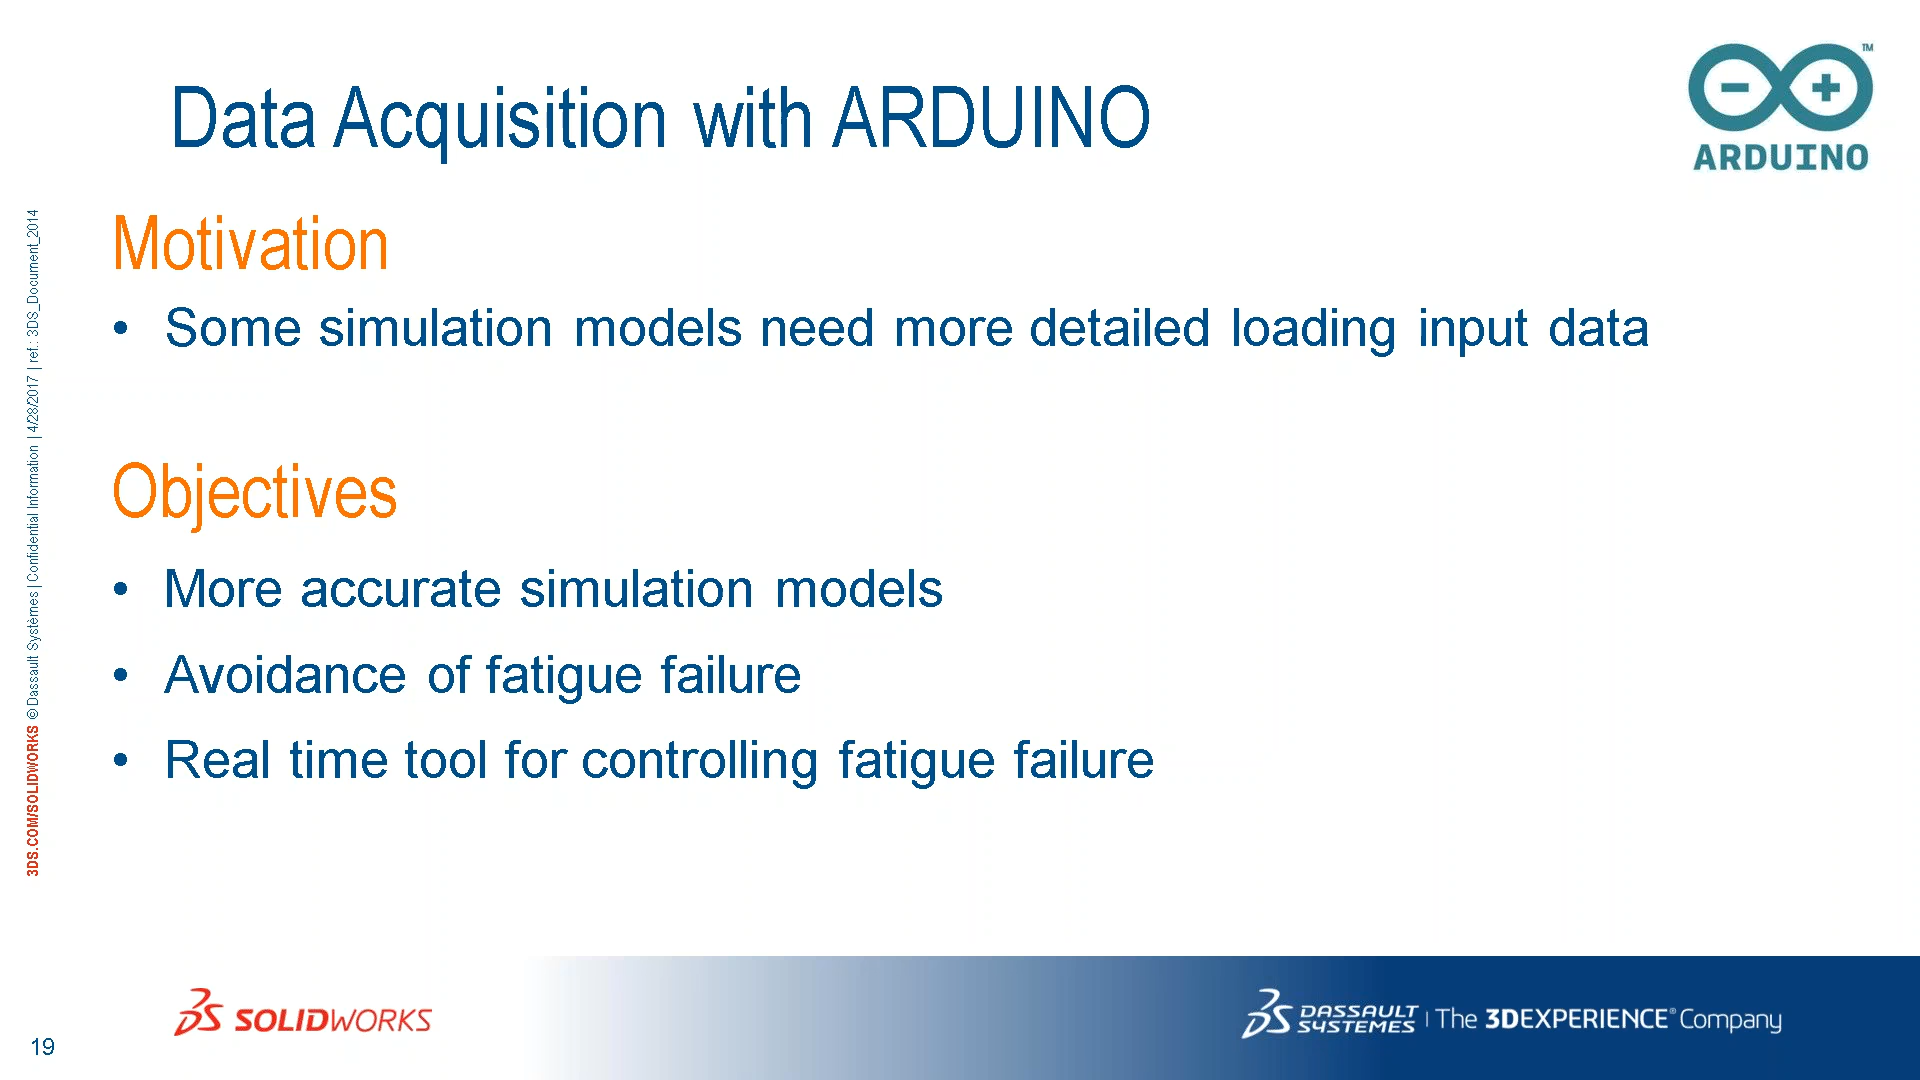 Data Acquisition with ARDUINO
TM
ARDUINO
Motivation
• Some simulation models need more detailed loading input data
Objectives
• More accurate simulation models
• Avoidance of fatigue failure
• Real time tool for controlling fatigue failure
3DS.COM/SOLIDWORKS © Dassault Systèmes | Confidential Information | 4/28/2017 | ref.: 3DS_Document_2014
SOLIDWORKS
DASSAULT SYSTEMES | The 3DEXPERIENCE® Company
19